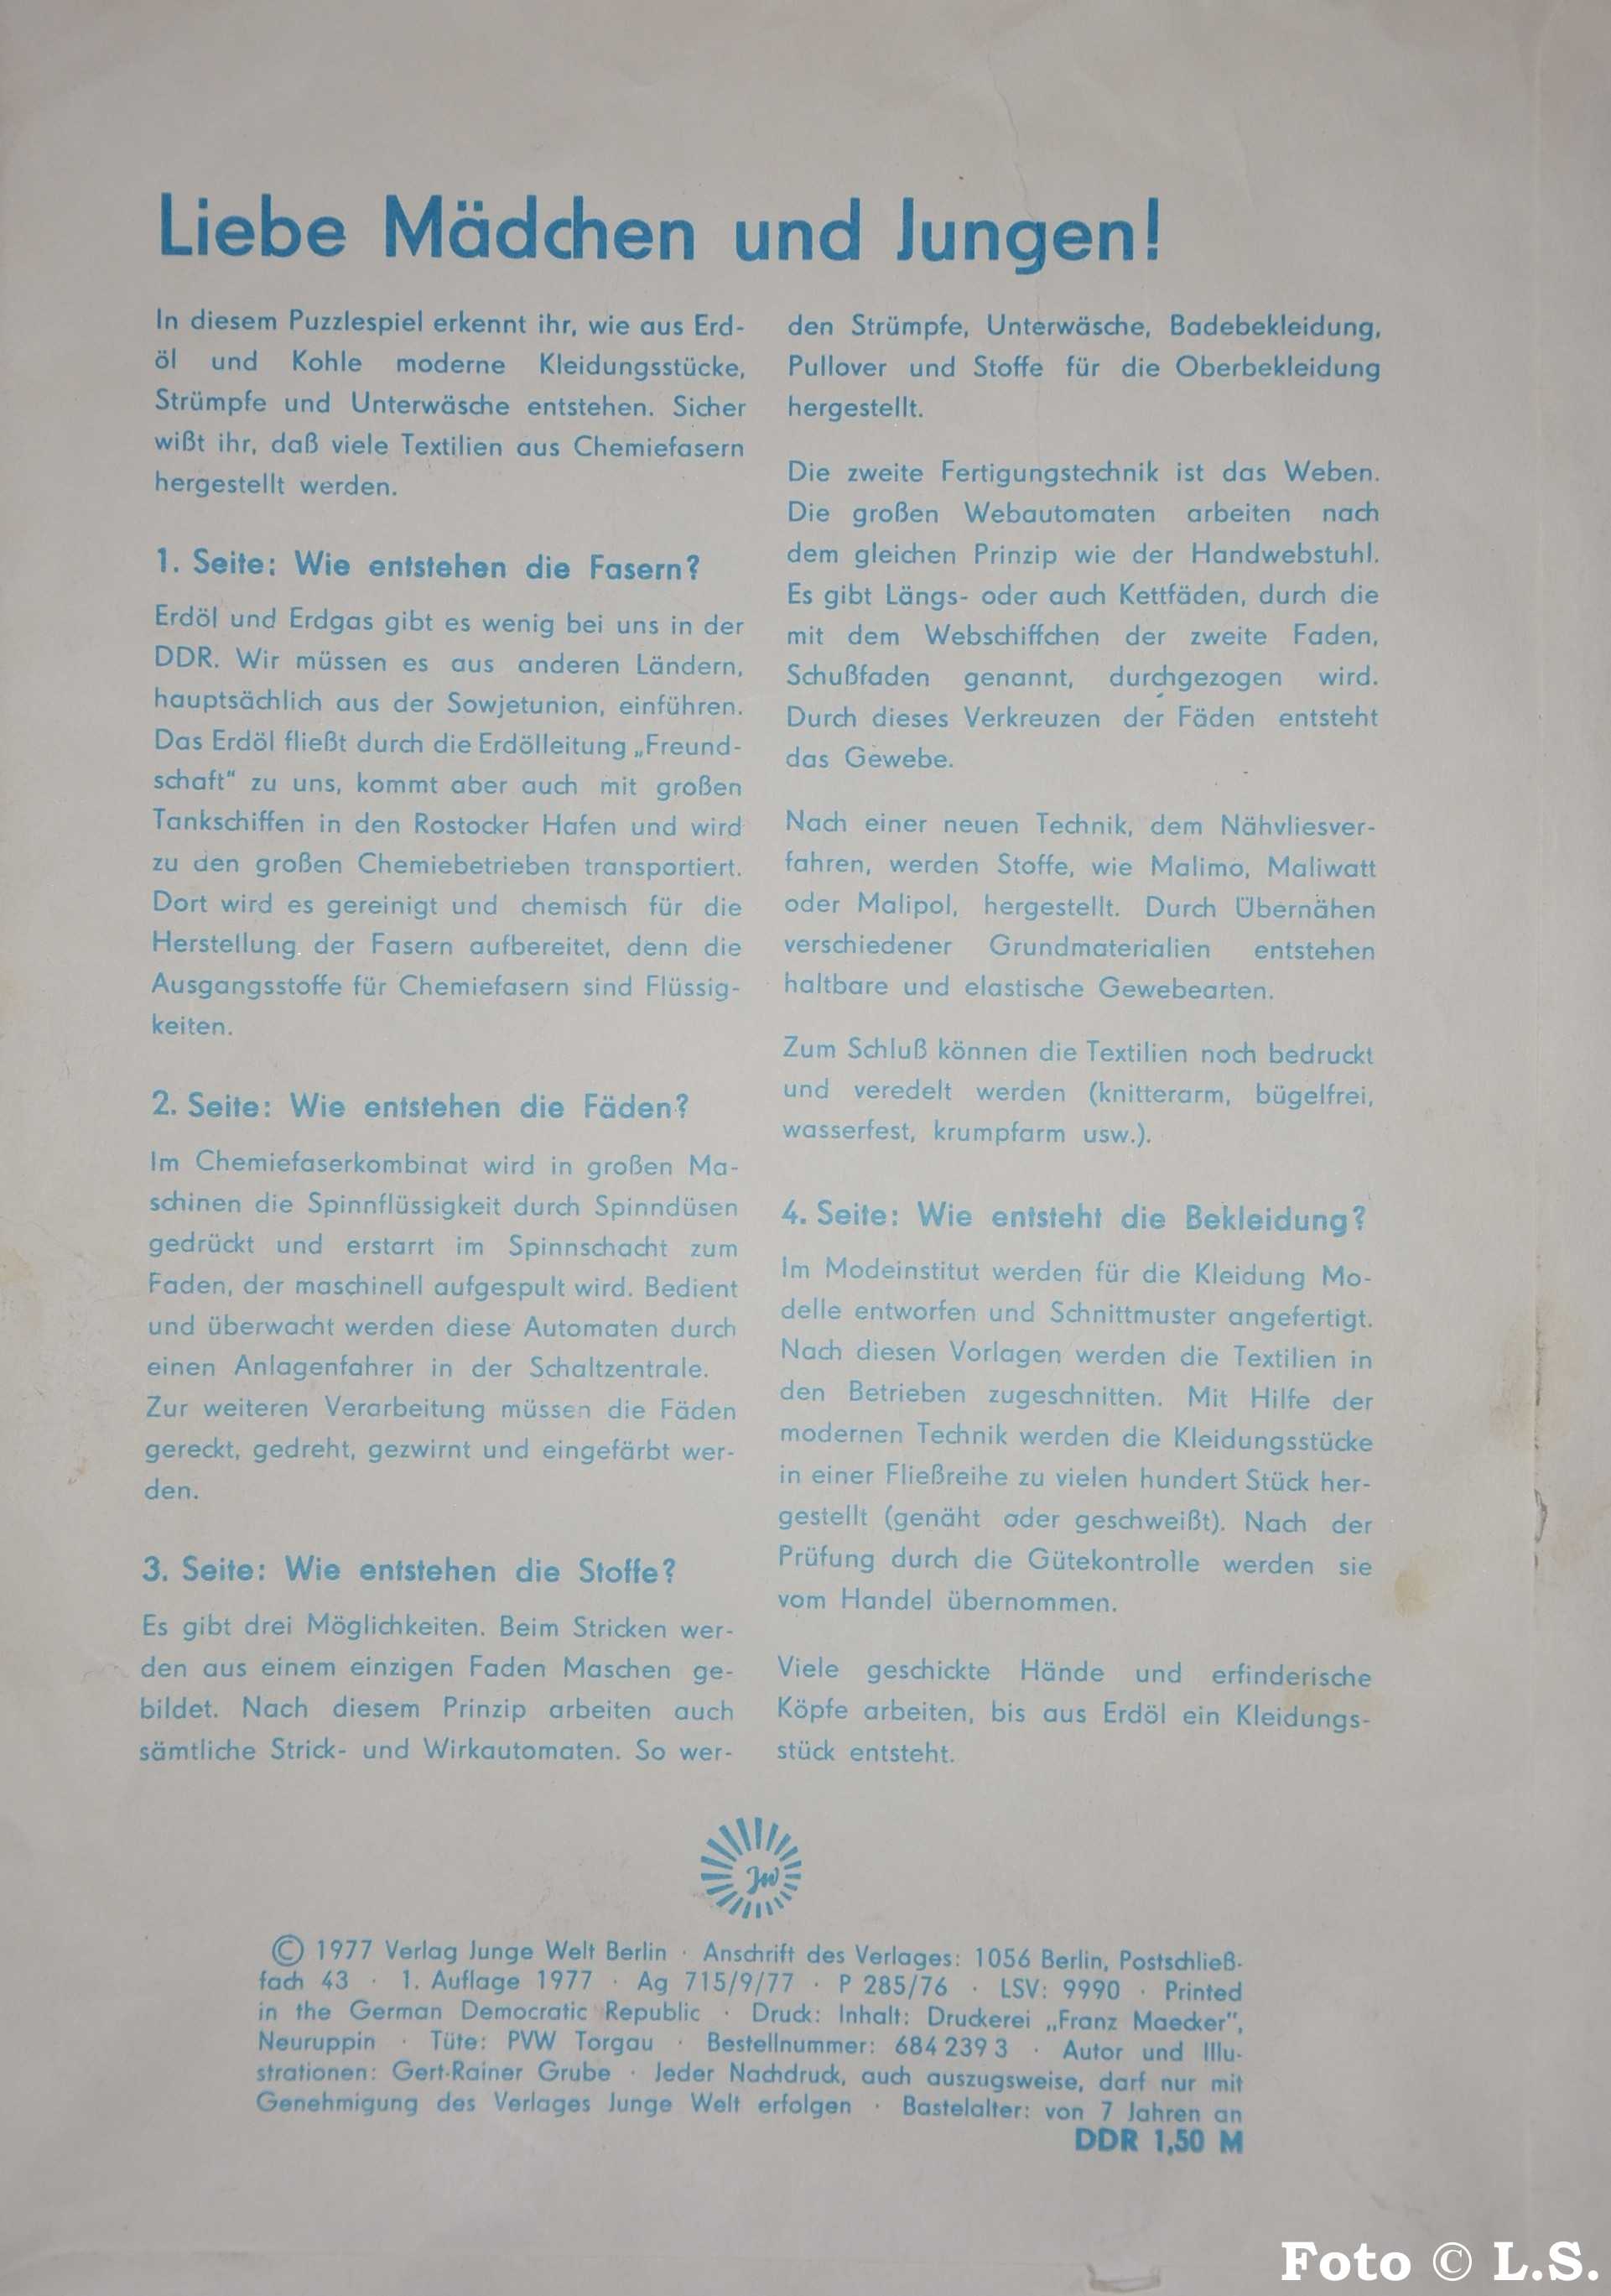 Liebe Mädchen und Jungen!
In diesem Puzzlespiel erkennt ihr, wie aus Erd-
öl und Kohle moderne Kleidungsstücke,
Strümpfe und Unterwäsche entstehen. Sicher
wißt ihr, daß viele Textilien aus Chemiefasern
hergestellt werden.
1. Seite: Wie entstehen die Fasern?
Erdöl und Erdgas gibt es wenig bei uns in der
DDR. Wir müssen es aus anderen Ländern,
hauptsächlich aus der Sowjetunion, einführen.
Das Erdöl fließt durch die Erdölleitung „Freund-
schaft" zu uns, kommt aber auch mit großen
Tankschiffen in den Rostocker Hafen und wird
zu den großen Chemiebetrieben transportiert.
Dort wird es gereinigt und chemisch für die
Herstellung der Fasern aufbereitet, denn die
Ausgangsstoffe für Chemiefasern sind Flüssig-
keiten.
2. Seite: Wie entstehen die Fäden?
Im Chemiefaserkombinat wird in großen Ma-
schinen die Spinnflüssigkeit durch Spinndüsen
gedrückt und erstarrt im Spinnschacht zum
Faden, der maschinell aufgespult wird. Bedient
und überwacht werden diese Automaten durch
einen Anlagenfahrer in der Schaltzentrale.
Zur weiteren Verarbeitung müssen die Fäden
gereckt, gedreht, gezwirnt und eingefärbt wer-
den.
3. Seite: Wie entstehen die Stoffe?
Es gibt drei Möglichkeiten. Beim Stricken wer-
den aus einem einzigen Faden Maschen ge-
bildet. Nach diesem Prinzip arbeiten auch
sämtliche Strick- und Wirkautomaten. So wer-
den Strümpfe, Unterwäsche, Badebekleidung,
Pullover und Stoffe für die Oberbekleidung
hergestellt.
Die zweite Fertigungstechnik ist das Weben.
Die großen Webautomaten arbeiten nach
dem gleichen Prinzip wie der Handwebstuhl.
Es gibt Längs- oder auch Kettfäden, durch die
mit dem Webschiffchen der zweite Faden,
Schußfaden genannt, durchgezogen wird.
Durch dieses Verkreuzen der Fäden entsteht
das Gewebe.
Nach einer neuen Technik, dem Nähvliesver-
fahren, werden Stoffe, wie Malimo, Maliwatt
oder Malipol, hergestellt. Durch Übernähen
verschiedener Grundmaterialien entstehen
haltbare und elastische Gewebearten.
Zum Schluß können die Textilien noch bedruckt
und veredelt werden (knitterarm, bügelfrei,
wasserfest, krumpfarm usw.).
4. Seite: Wie entsteht die Bekleidung?
Im Modeinstitut werden für die Kleidung Mo-
delle entworfen und Schnittmuster angefertigt.
Nach diesen Vorlagen werden die Textilien in
den Betrieben zugeschnitten. Mit Hilfe der
modernen Technik werden die Kleidungsstücke
in einer Fließreihe zu vielen hundert Stück her-
gestellt (genäht oder geschweißt). Nach der
Prüfung durch die Gütekontrolle werden sie
vom Handel übernommen.
Viele geschickte Hände und erfinderische
Köpfe arbeiten, bis aus Erdöl ein Kleidungs-
stück entsteht.
JW
© 1977 Verlag Junge Welt Berlin · Anschrift des Verlages: 1056 Berlin, Postschließ-
fach 43 · 1. Auflage 1977 · Ag 715/9/77 · P 285/76 · LSV: 9990 · Printed
in the German Democratic Republic · Druck: Inhalt: Druckerei „Franz Maecker",
Neuruppin · Tüte: PVW Torgau · Bestellnummer: 684 239 3 · Autor und Illu-
strationen: Gert-Rainer Grube · Jeder Nachdruck, auch auszugsweise, darf nur mit
Genehmigung des Verlages Junge Welt erfolgen · Bastelalter: von 7 Jahren an
DDR 1,50 M
Foto © L.S.